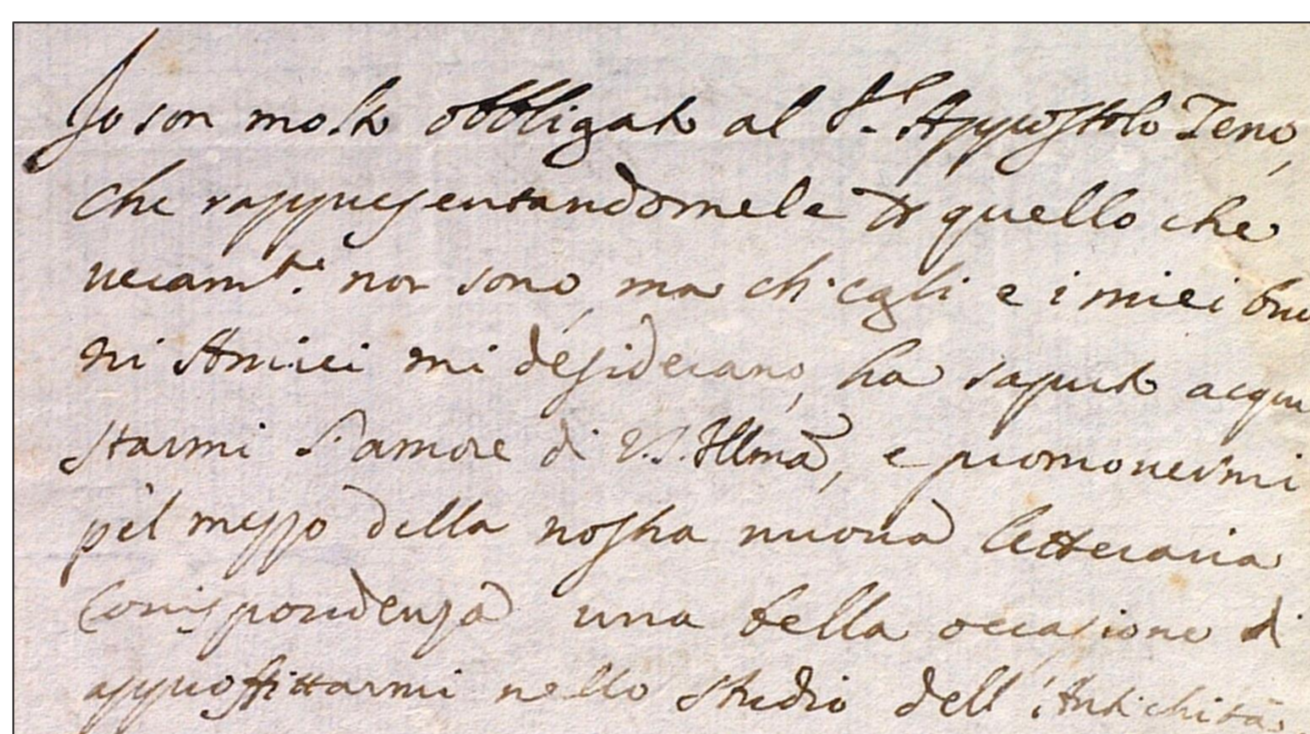 Io son molto obbligato al Sr. Appostolo Zeno,
che rappresentandomele p quello che
veramte. non sono, ma ch'egli e i miei buo
ni Amici mi desiderano, ha saputo acqui
starmi l'amore di V.S. Illma, e promovermi
pel mezzo della nostra nuova letteraria
Corrispondenza una bella occasione di
approffittarmi nello studio dell'Antichità